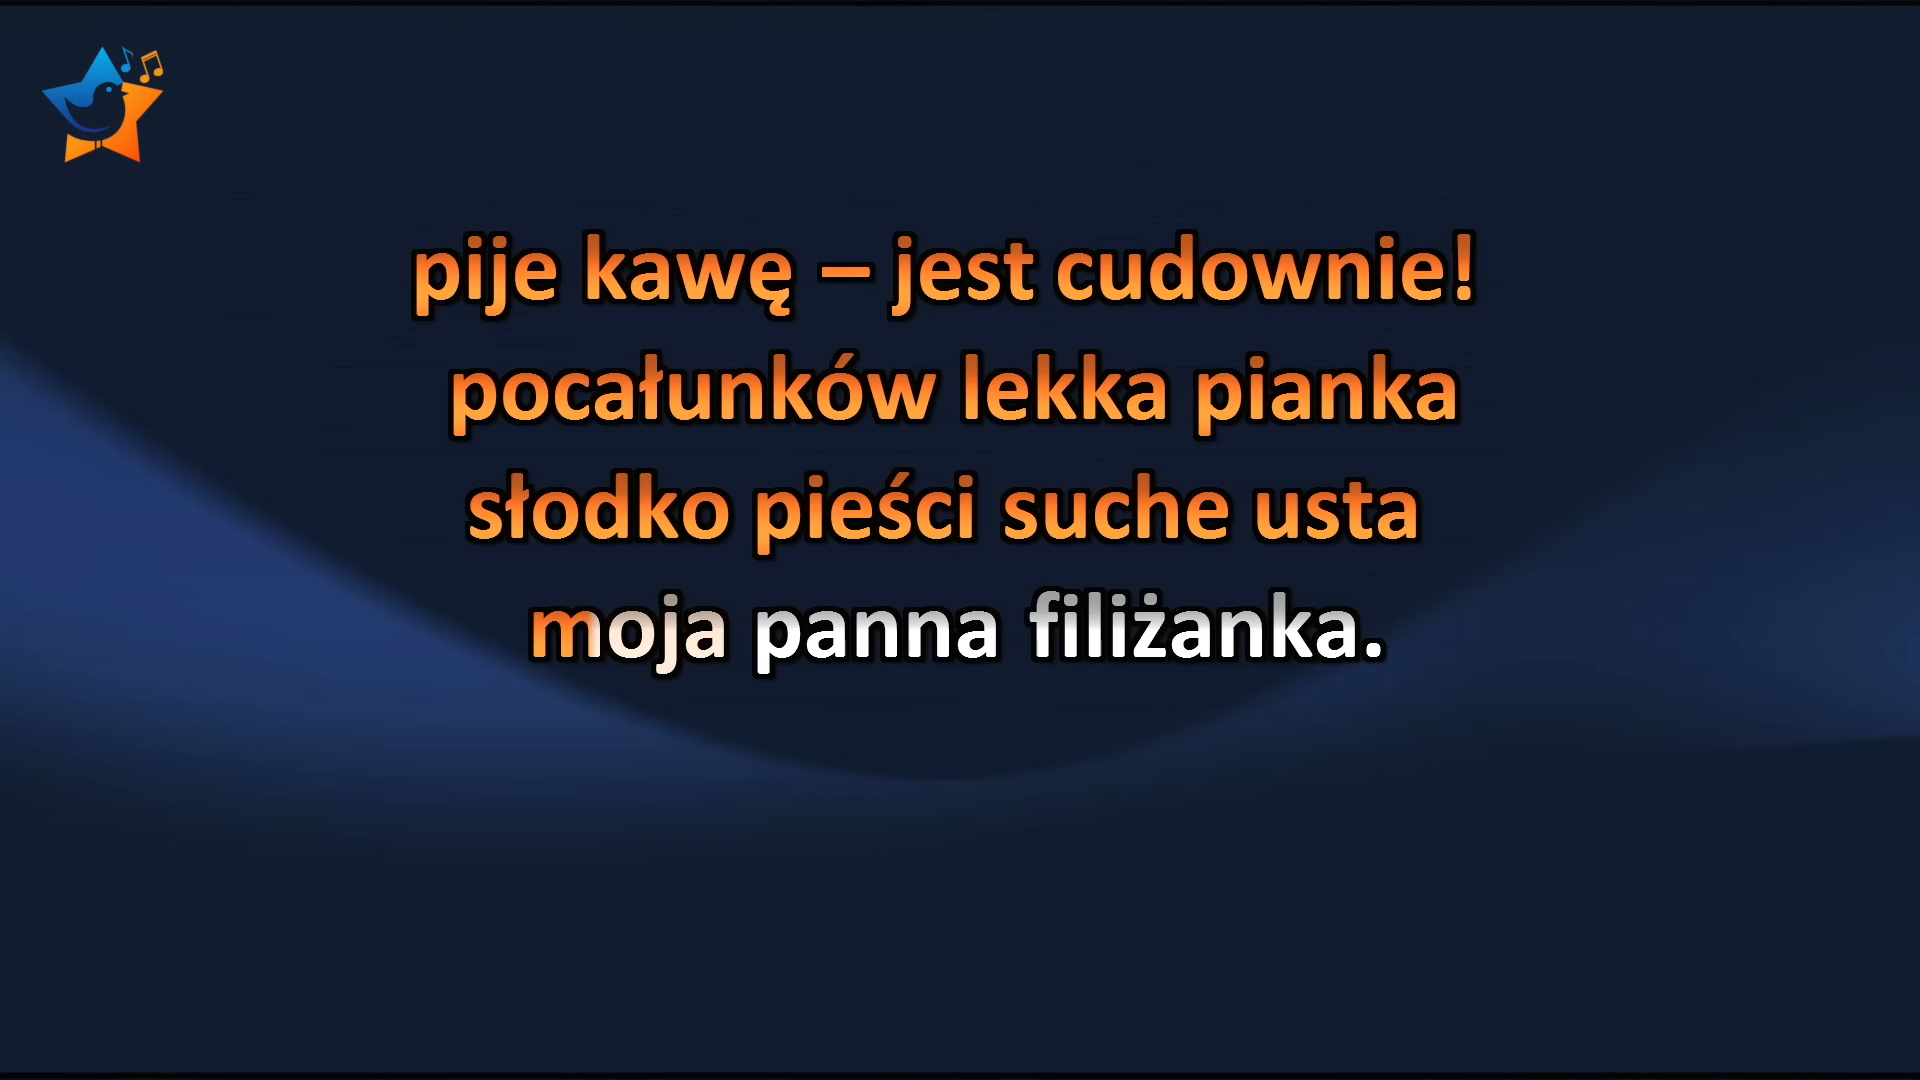 pije kawę – jest cudownie!
pocałunków lekka pianka
słodko pieści suche usta
moja panna filiżanka.